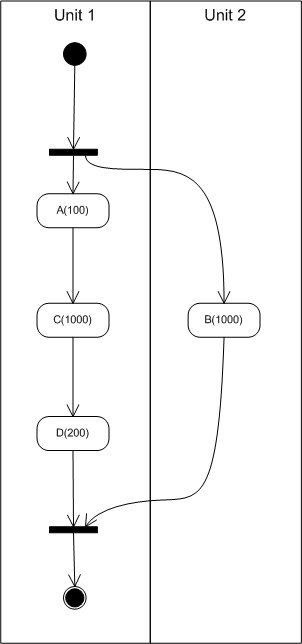 Unit 1
Unit 2
A(100)
C(1000)
B(1000)
D(200)